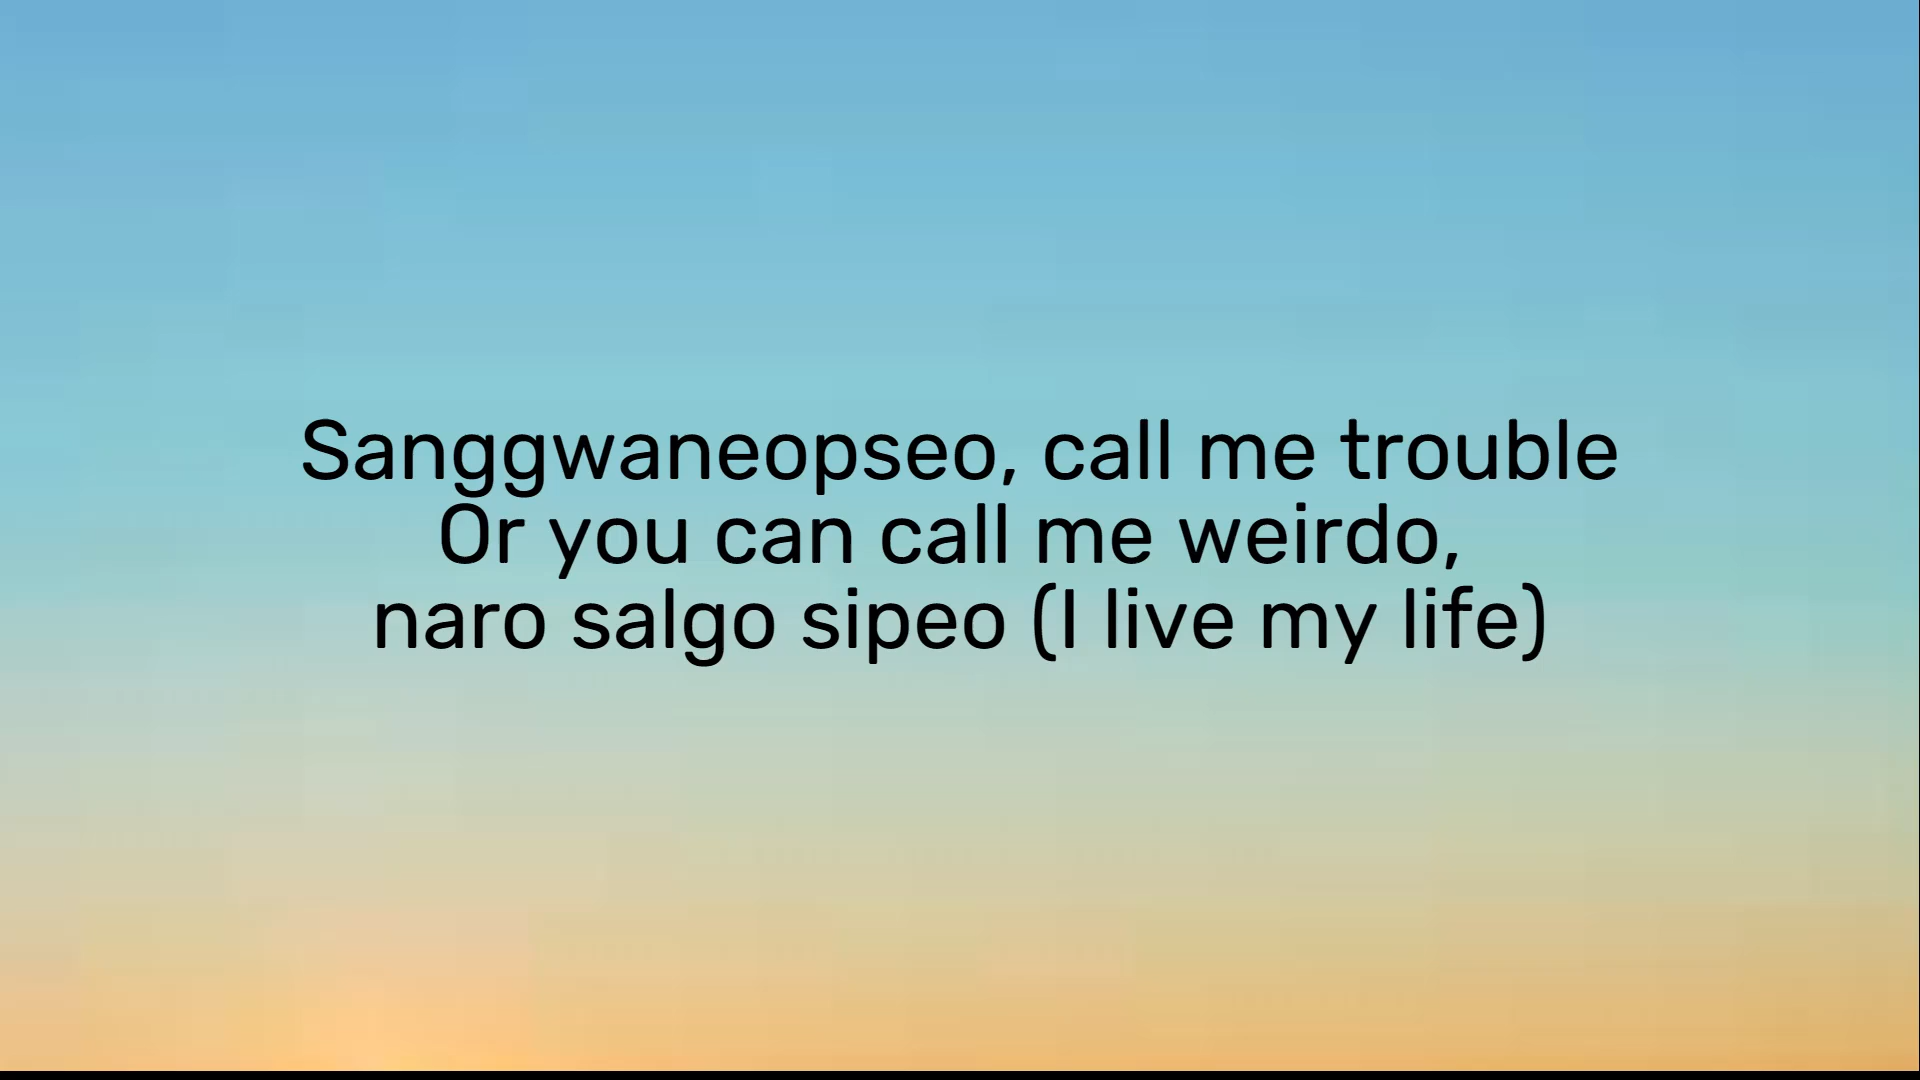 Sanggwaneopseo, call me trouble
Or you can call me weirdo,
naro salgo sipeo (I live my life)